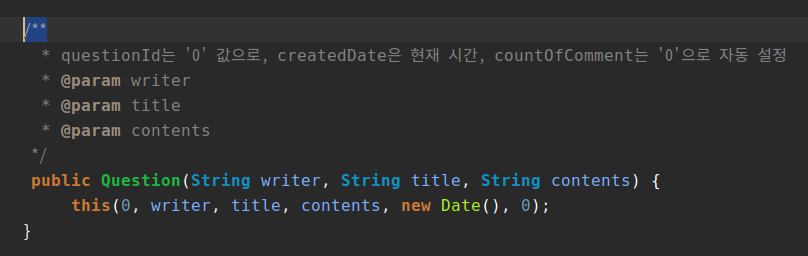 /**
* questionId는 '0' 값으로, createdDate은 현재 시간, countOfComment는 '0'으로 자동 설정
* @param writer
* @param title
* @param contents
*/
public Question(String writer, String title, String contents) {
this(0, writer, title, contents, new Date(), 0);
}